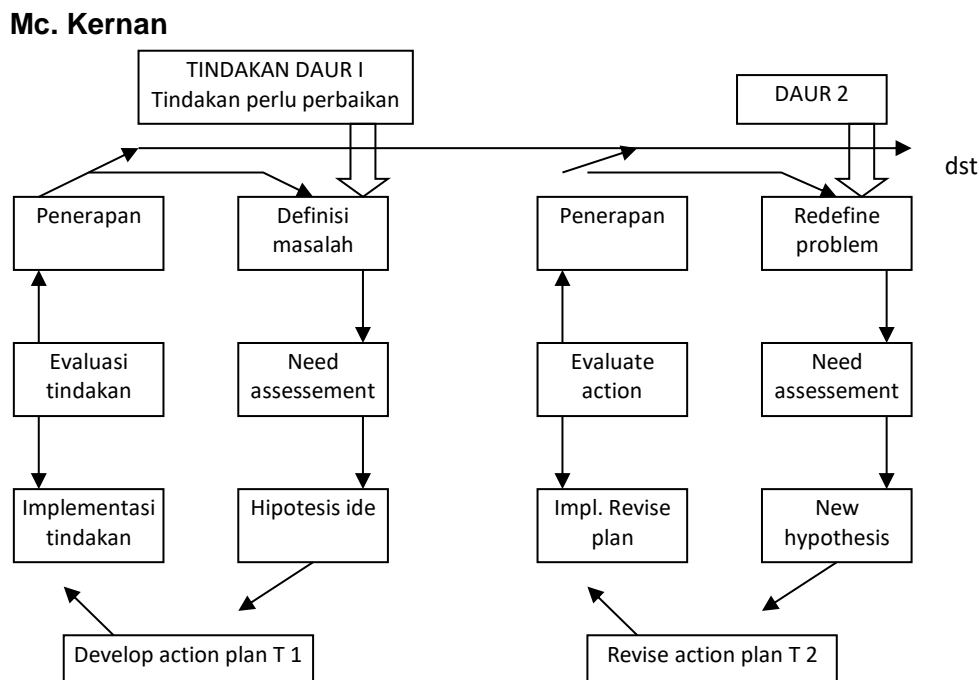 Mc. Kernan
TINDAKAN DAUR I
Tindakan perlu perbaikan
DAUR 2
dst
Penerapan
Definisi
masalah
Penerapan
Redefine
problem
Evaluasi
tindakan
Need
assessement
Evaluate
action
Need
assessement
Implementasi
tindakan
Hipotesis ide
Impl. Revise
plan
New
hypothesis
Develop action plan T 1
Revise action plan T 2